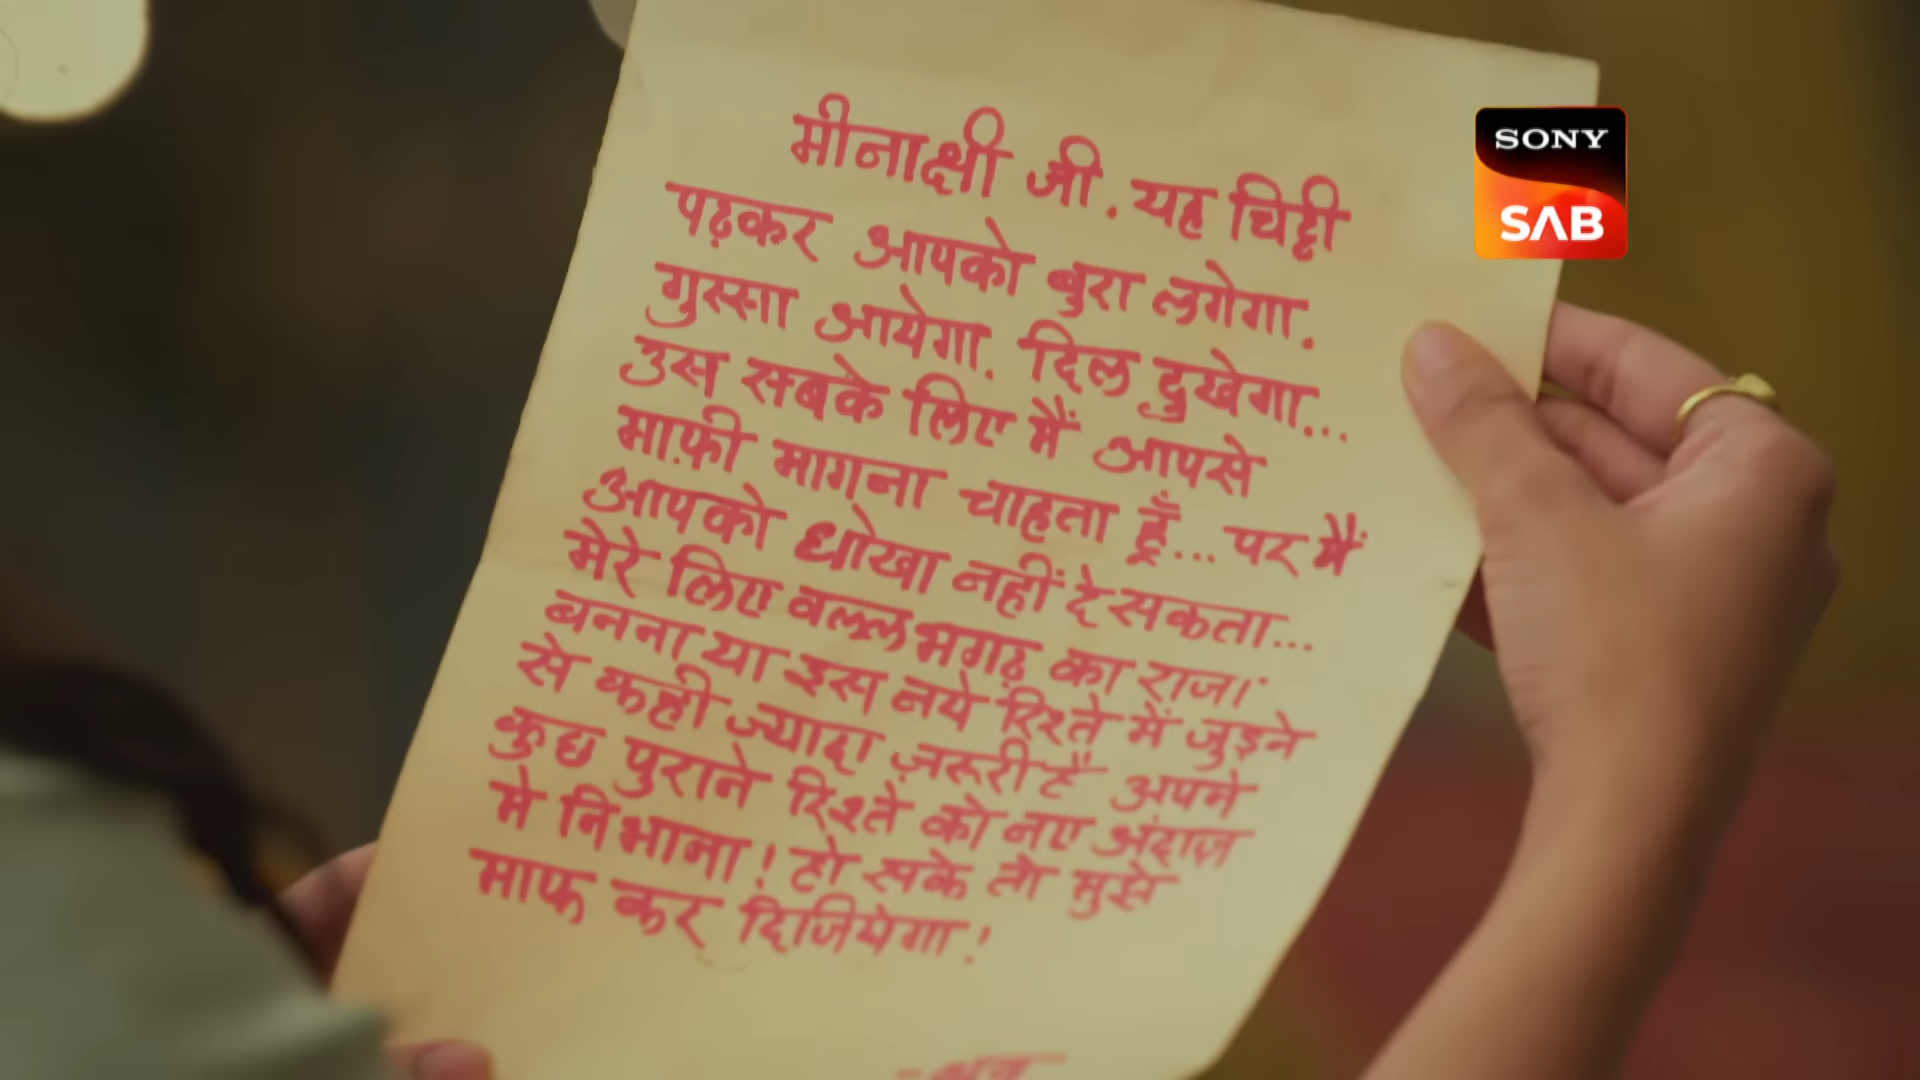 मीनाक्षी जी. यह चिट्टी
पढ़कर आपको बुरा लगेगा.
गुस्सा आयेगा. दिल दुखेगा...
उस सबके लिए मैं आपसे
माफ़ी मागना चाहता हूँ... पर मैं
आपको धोखा नहीं दे सकता...
मेरे लिए वल्लभगढ़ का राजा
बनना या इस नये रिश्ते में जुड़ने
से कही ज्यादा ज़रूरी है अपने
कुछ पुराने रिश्ते को नए अंदाज़
मे निभाना! हो सके तो मुझे
माफ कर दिजियेगा!
SONY
SAB